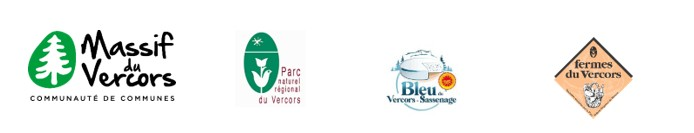 Massif
du
Vercors
COMMUNAUTÉ DE COMMUNES
Parc
naturel
régional
du Vercors
Bleu du
Vercors-Sassenage
fermes
du Vercors